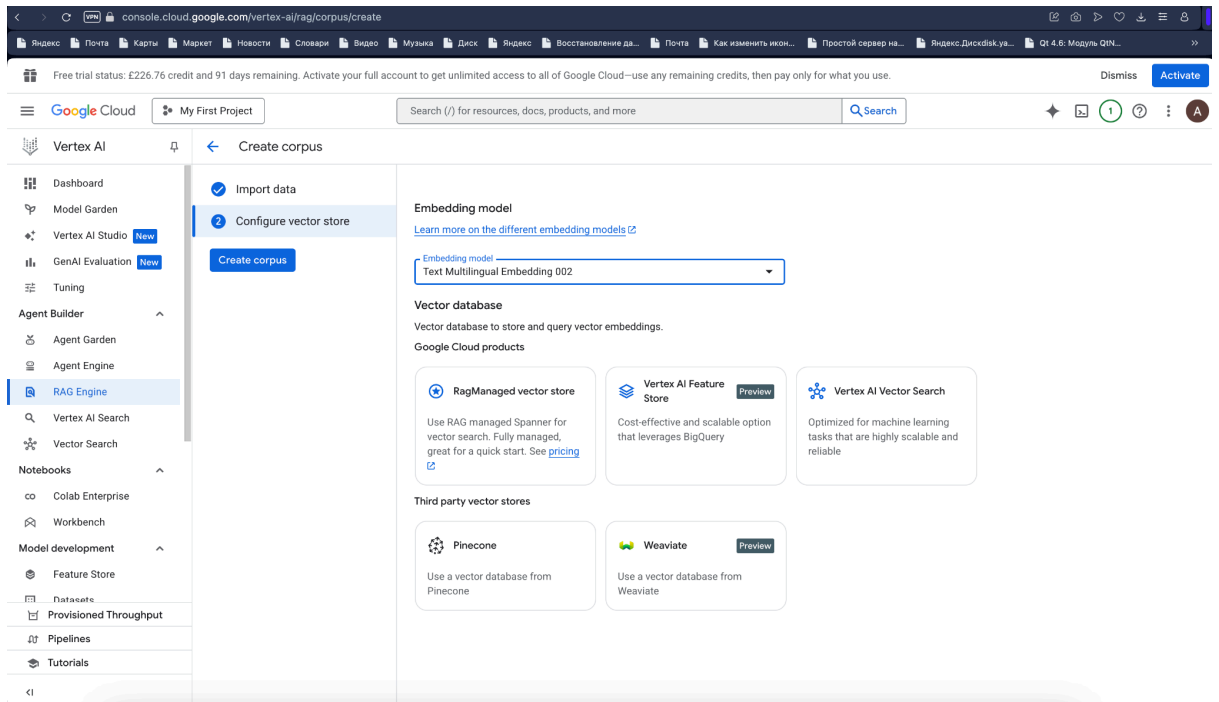 VPN console.cloud.google.com/vertex-ai/rag/corpus/create
Яндекс Почта Карты Маркет Новости Словари Видео Музыка Диск Яндекс Восстановление да... Почта Как изменить икон... Простой сервер на... Яндекс.Дискdisk.ya... Qt 4.6: Модуль QtN... »
Free trial status: £226.76 credit and 91 days remaining. Activate your full account to get unlimited access to all of Google Cloud—use any remaining credits, then pay only for what you use. Dismiss Activate
Google Cloud My First Project Search (/) for resources, docs, products, and more Search 1 A
Vertex AI
Create corpus
Dashboard
Model Garden
Vertex AI Studio New
GenAI Evaluation New
Tuning
Agent Builder
Agent Garden
Agent Engine
RAG Engine
Vertex AI Search
Vector Search
Notebooks
Colab Enterprise
Workbench
Model development
Feature Store
Datasets
Provisioned Throughput
Pipelines
Tutorials
Import data
2 Configure vector store
Create corpus
Embedding model
Learn more on the different embedding models
Embedding model
Text Multilingual Embedding 002
Vector database
Vector database to store and query vector embeddings.
Google Cloud products
RagManaged vector store
Use RAG managed Spanner for
vector search. Fully managed,
great for a quick start. See pricing
Vertex AI Feature
Store
Preview
Cost-effective and scalable option
that leverages BigQuery
Vertex AI Vector Search
Optimized for machine learning
tasks that are highly scalable and
reliable
Third party vector stores
Pinecone
Use a vector database from
Pinecone
Weaviate Preview
Use a vector database from
Weaviate